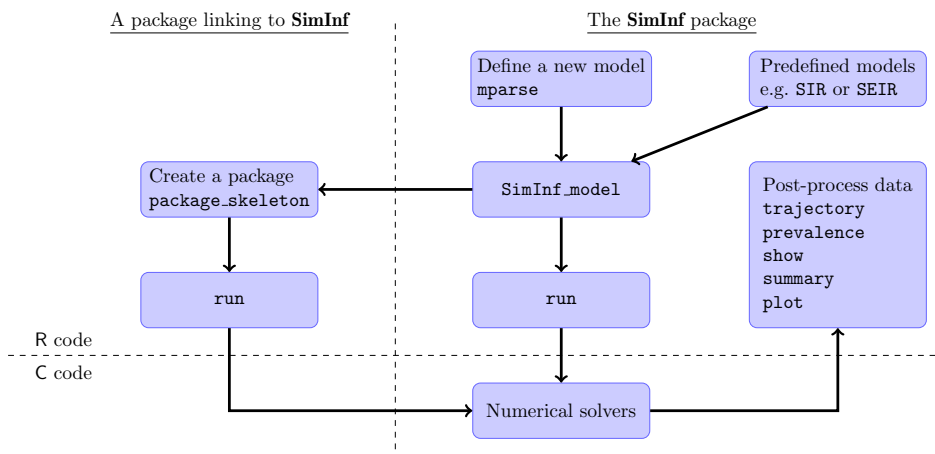 A package linking to SimInf
The SimInf package
Define a new model
mparse
Predefined models
e.g. SIR or SEIR
Create a package
package_skeleton
SimInf_model
Post-process data
trajectory
prevalence
show
summary
plot
run
run
R code
C code
Numerical solvers